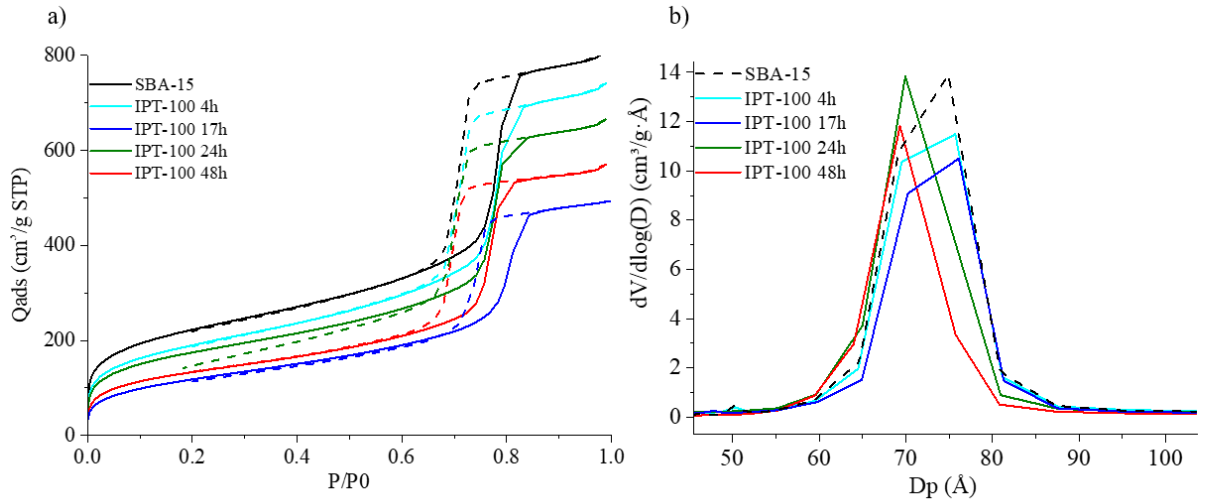 a)
800
600
400
200
0
Qads (cm³/g STP)
SBA-15
IPT-100 4h
IPT-100 17h
IPT-100 24h
IPT-100 48h
0.0 0.2 0.4 0.6 0.8 1.0
P/P0
b)
14
12
10
8
6
4
2
0
dV/dlog(D) (cm³/g·Å)
SBA-15
IPT-100 4h
IPT-100 17h
IPT-100 24h
IPT-100 48h
50 60 70 80 90 100
Dp (Å)